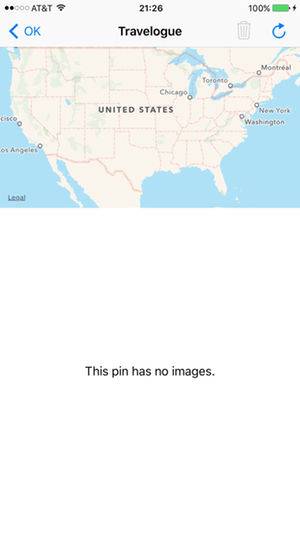 AT&T 21:26 100%
OK Travelogue
Montréal
Toronto
Chicago
UNITED STATES
New York
Washington
cisco
os Angeles
Legal
This pin has no images.